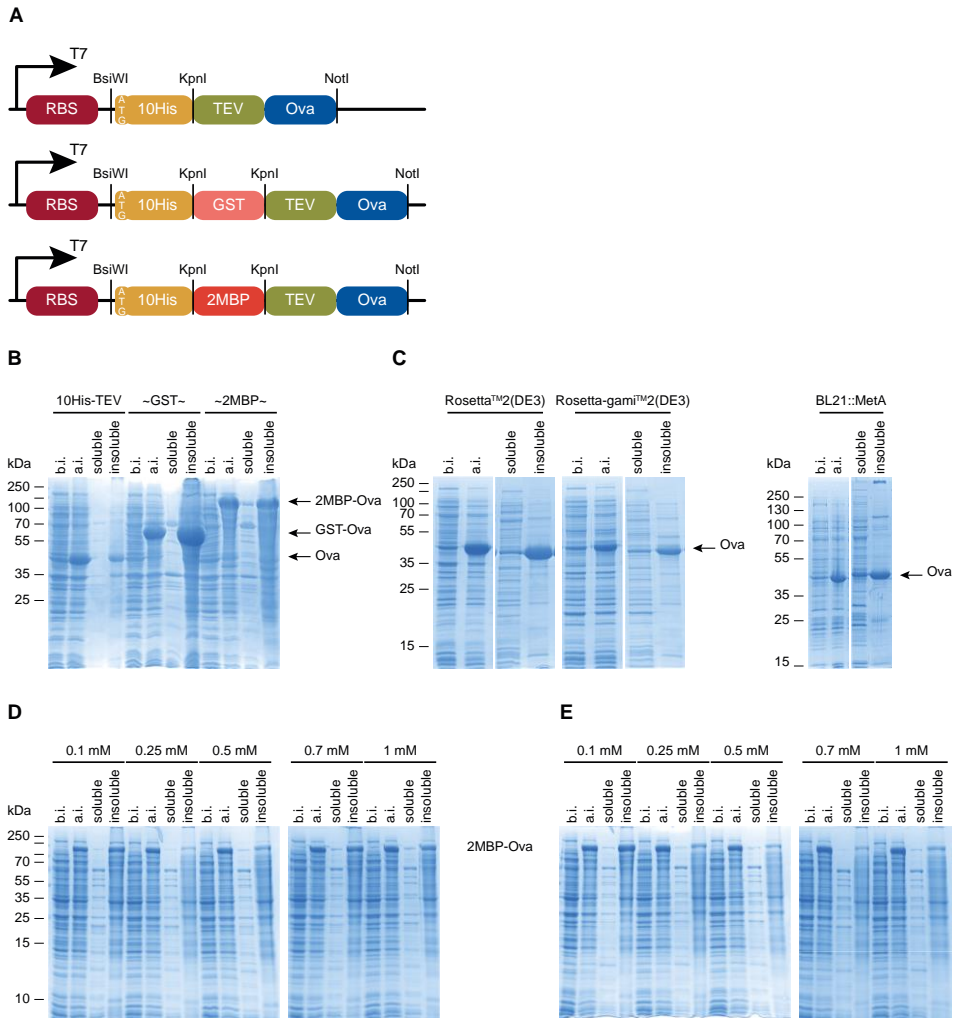 A
T7
BsiWI KpnI NotI
RBS ATG 10His TEV Ova
T7
BsiWI KpnI KpnI NotI
RBS ATG 10His GST TEV Ova
T7
BsiWI KpnI KpnI NotI
RBS ATG 10His 2MBP TEV Ova
B
10His-TEV ~GST~ ~2MBP~
b.i. a.i. soluble insoluble b.i. a.i. soluble insoluble b.i. a.i. soluble insoluble
kDa
250
100
70
55
35
25
2MBP-Ova
GST-Ova
Ova
C
Rosetta™2(DE3) Rosetta-gami™2(DE3)
b.i. a.i. soluble insoluble b.i. a.i. soluble insoluble
kDa
250
100
70
55
35
25
15
Ova
BL21::MetA
b.i. a.i. soluble insoluble
kDa
250
130
100
70
55
35
25
15
Ova
D
0.1 mM 0.25 mM 0.5 mM 0.7 mM 1 mM
b.i. a.i. soluble insoluble b.i. a.i. soluble insoluble b.i. a.i. soluble insoluble b.i. a.i. soluble insoluble b.i. a.i. soluble insoluble
kDa
250
70
55
35
25
15
10
2MBP-Ova
E
0.1 mM 0.25 mM 0.5 mM 0.7 mM 1 mM
b.i. a.i. soluble insoluble b.i. a.i. soluble insoluble b.i. a.i. soluble insoluble b.i. a.i. soluble insoluble b.i. a.i. soluble insoluble